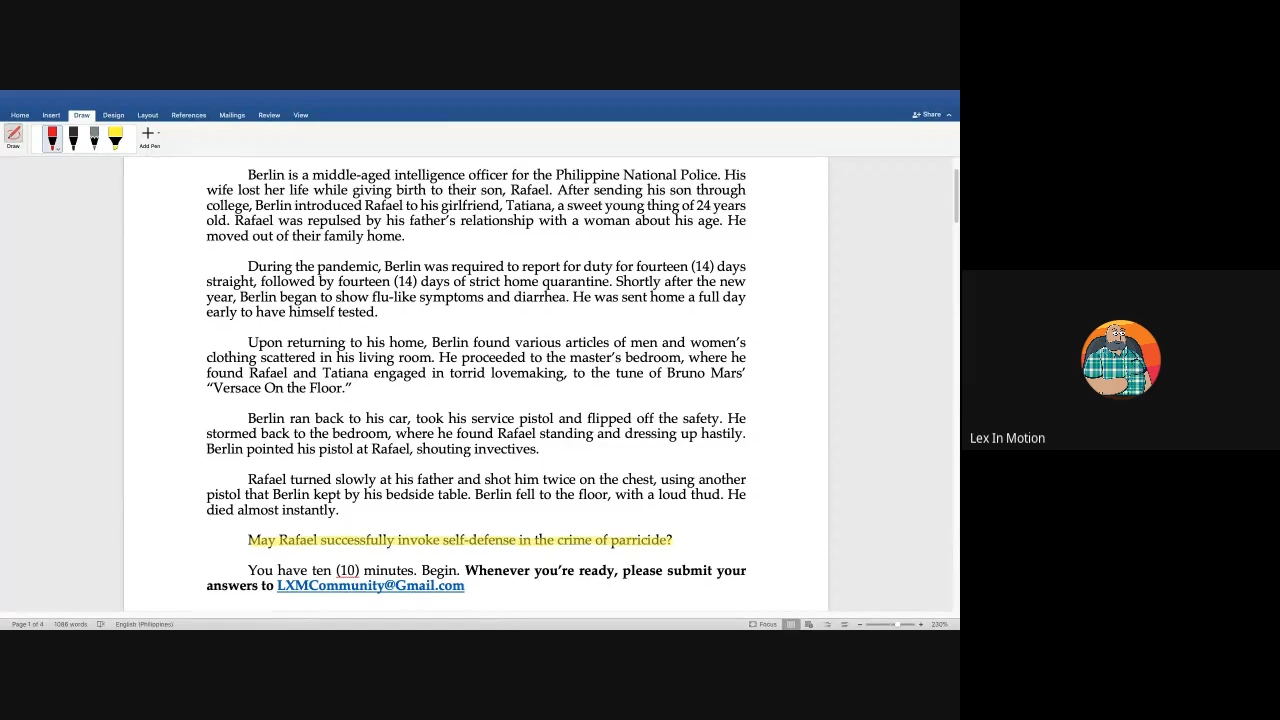 Home Insert Draw Design Layout References Mailings Review View Share
Draw Add Pen
Berlin is a middle-aged intelligence officer for the Philippine National Police. His
wife lost her life while giving birth to their son, Rafael. After sending his son through
college, Berlin introduced Rafael to his girlfriend, Tatiana, a sweet young thing of 24 years
old. Rafael was repulsed by his father’s relationship with a woman about his age. He
moved out of their family home.
During the pandemic, Berlin was required to report for duty for fourteen (14) days
straight, followed by fourteen (14) days of strict home quarantine. Shortly after the new
year, Berlin began to show flu-like symptoms and diarrhea. He was sent home a full day
early to have himself tested.
Upon returning to his home, Berlin found various articles of men and women’s
clothing scattered in his living room. He proceeded to the master’s bedroom, where he
found Rafael and Tatiana engaged in torrid lovemaking, to the tune of Bruno Mars’
“Versace On the Floor.”
Berlin ran back to his car, took his service pistol and flipped off the safety. He
stormed back to the bedroom, where he found Rafael standing and dressing up hastily.
Berlin pointed his pistol at Rafael, shouting invectives.
Rafael turned slowly at his father and shot him twice on the chest, using another
pistol that Berlin kept by his bedside table. Berlin fell to the floor, with a loud thud. He
died almost instantly.
May Rafael successfully invoke self-defense in the crime of parricide?
You have ten (10) minutes. Begin. Whenever you’re ready, please submit your
answers to LXMCommunity@Gmail.com
Page 1 of 4 1086 words English (Philippines) Focus 230%
Lex In Motion